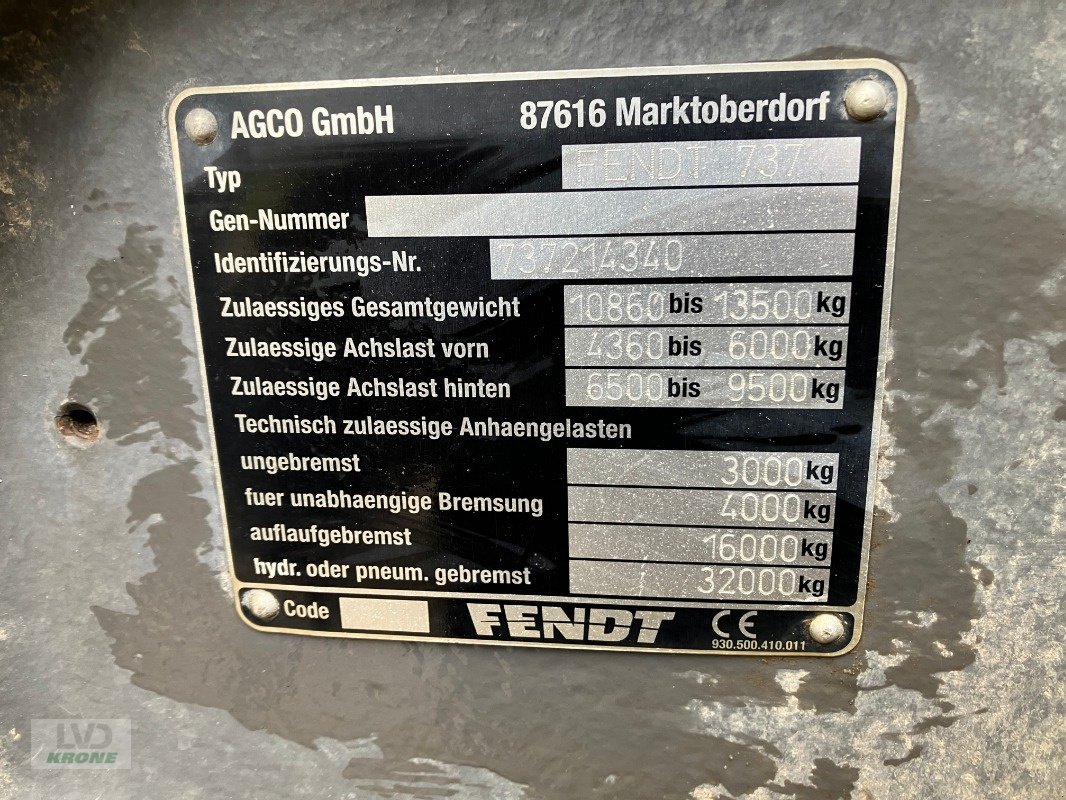 AGCO GmbH 87616 Marktoberdorf
Typ FENDT 737
Gen-Nummer
Identifizierungs-Nr. 737214340
Zulaessiges Gesamtgewicht 10860 bis 13500 kg
Zulaessige Achslast vorn 4360 bis 6000 kg
Zulaessige Achslast hinten 6500 bis 9500 kg
Technisch zulaessige Anhaengelasten
ungebremst 3000 kg
fuer unabhaengige Bremsung 4000 kg
auflaufgebremst 16000 kg
hydr. oder pneum. gebremst 32000 kg
Code FENDT CE
930.500.410.011
LVD
KRONE